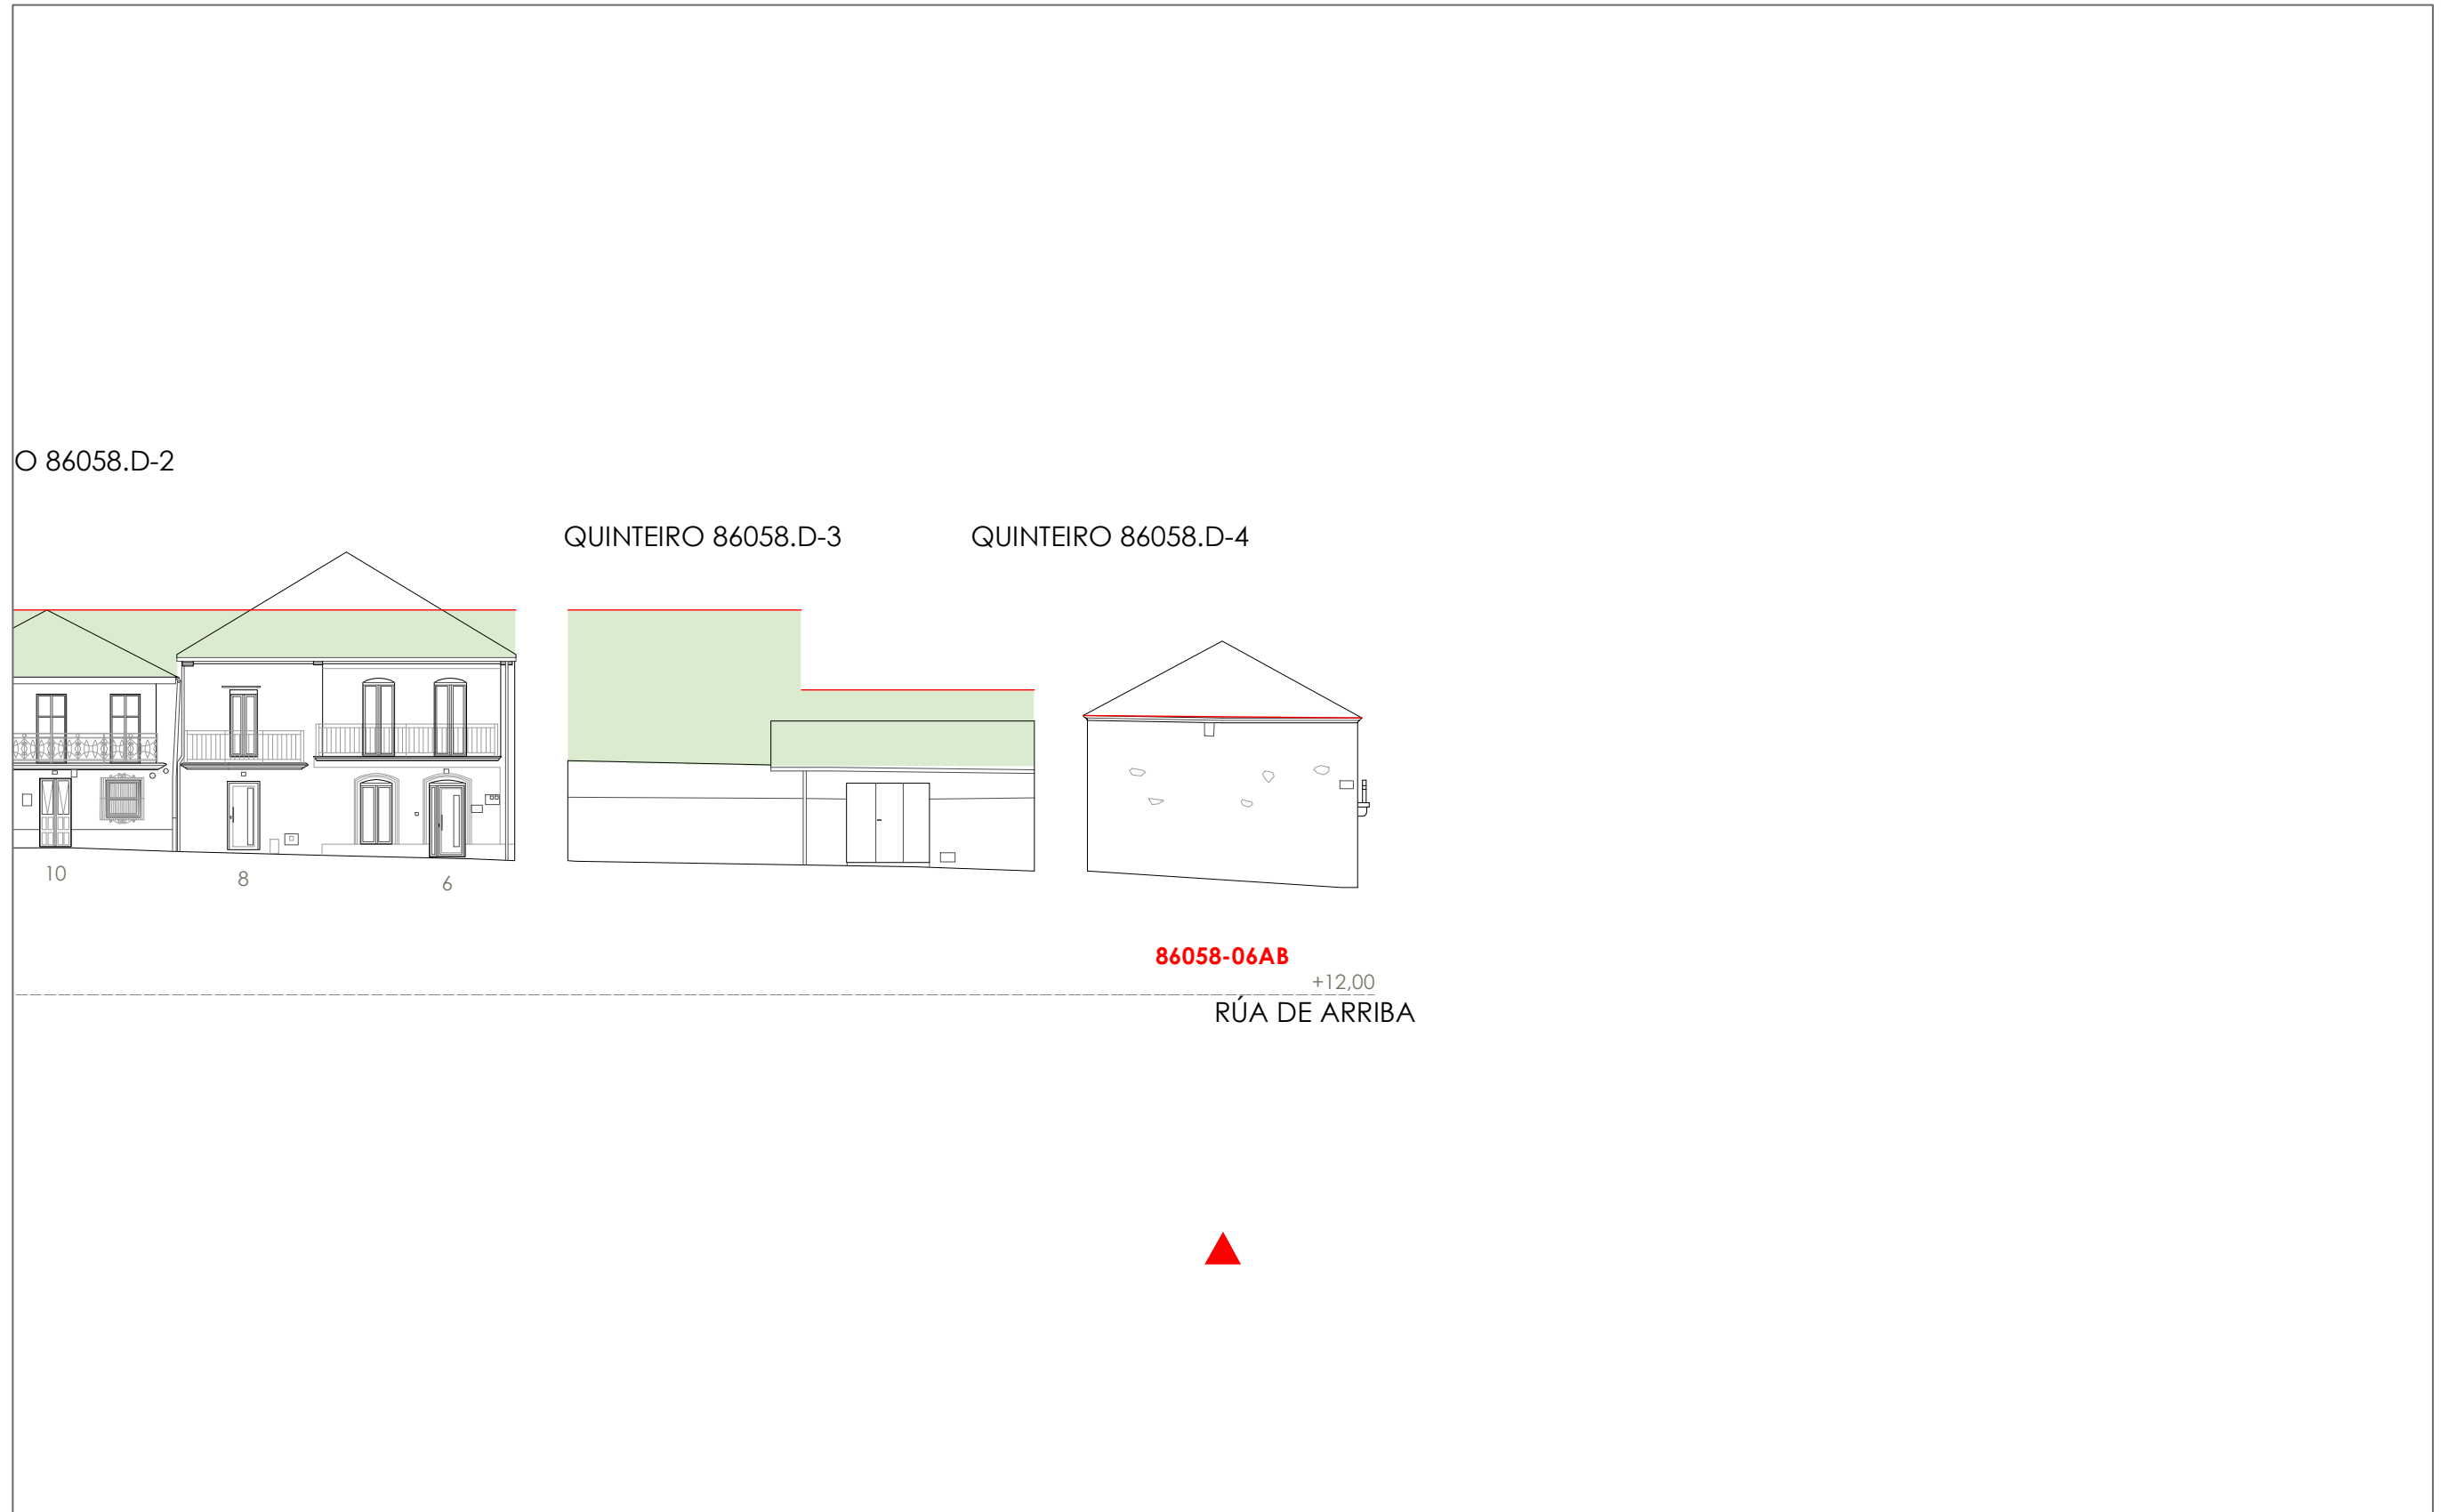 O 86058.D-2
QUINTEIRO 86058.D-3
QUINTEIRO 86058.D-4
10
8
6
86058-06AB
+12,00
RÚA DE ARRIBA